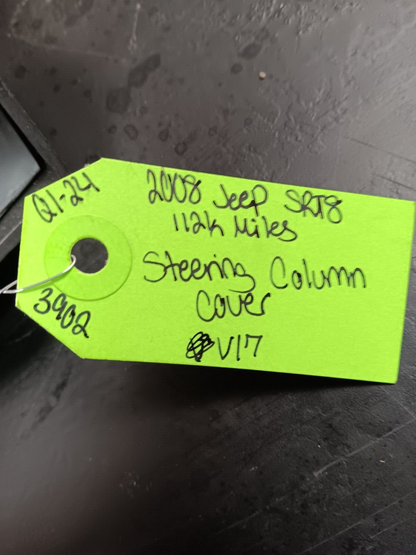 Q1-24
2008 Jeep SRT8
112k Miles
Steering Column
Cover
V17
3902